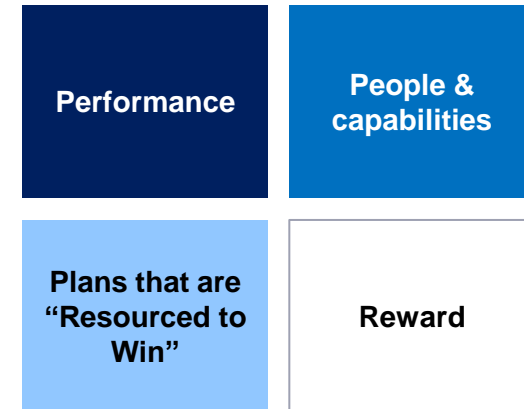 Performance
People &
capabilities
Plans that are
“Resourced to
Win”
Reward